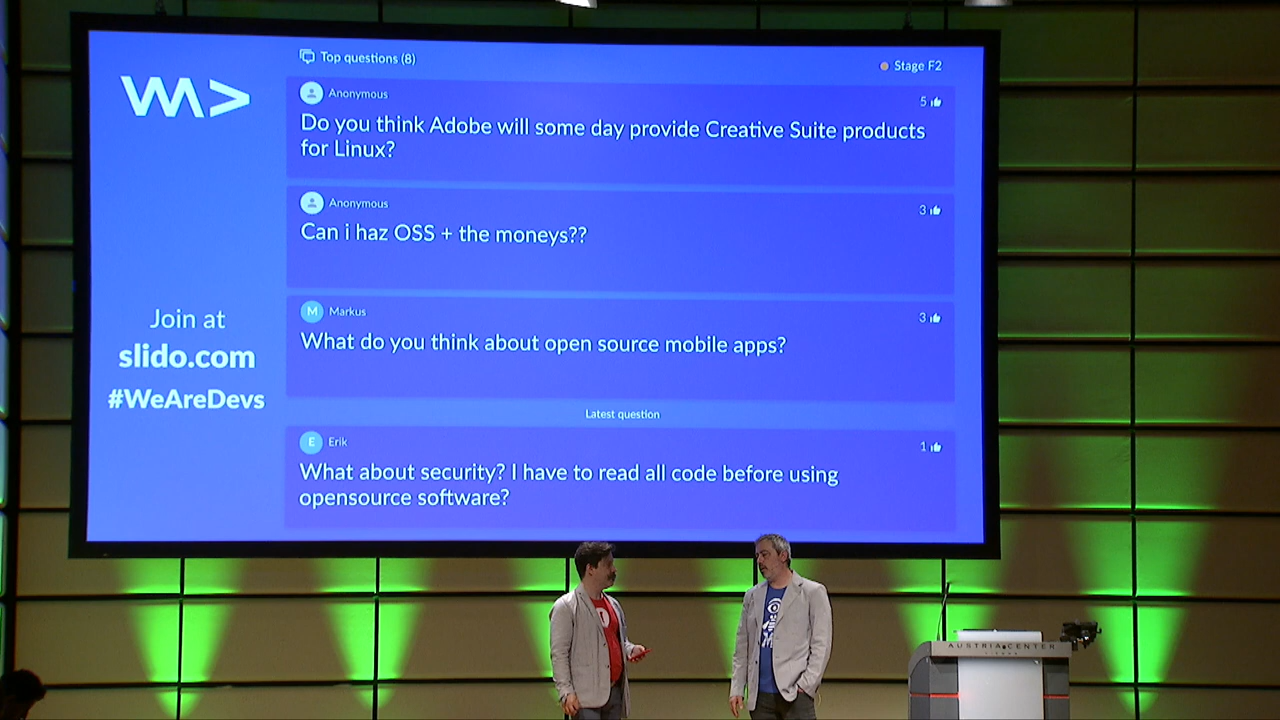 Top questions (8)
Stage F2
WA>
Anonymous
5
Do you think Adobe will some day provide Creative Suite products
for Linux?
Anonymous
3
Can i haz OSS + the moneys??
M Markus
3
What do you think about open source mobile apps?
Join at
slido.com
#WeAreDevs
Latest question
E Erik
1
What about security? I have to read all code before using
opensource software?
AUSTRIA CENTER